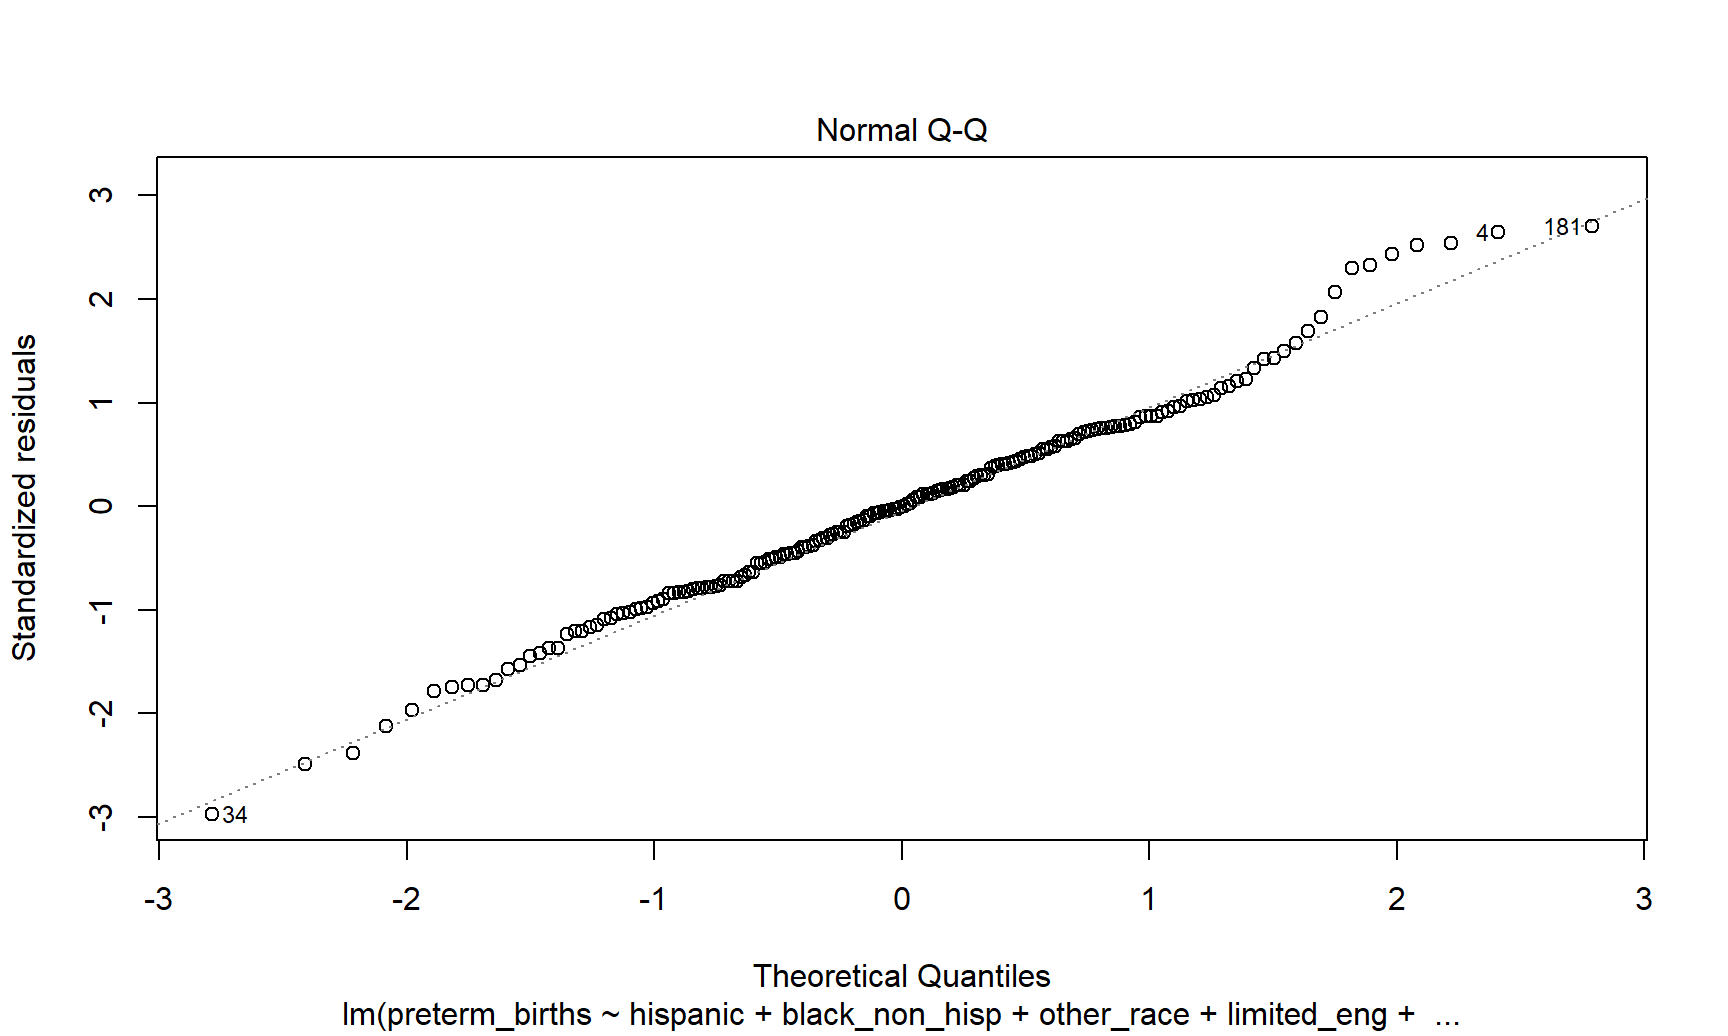 Normal Q-Q
3
2
1
0
-1
-2
-3
Standardized residuals
4
181
34
-3 -2 -1 0 1 2 3
Theoretical Quantiles
lm(preterm_births ~ hispanic + black_non_hisp + other_race + limited_eng + ...